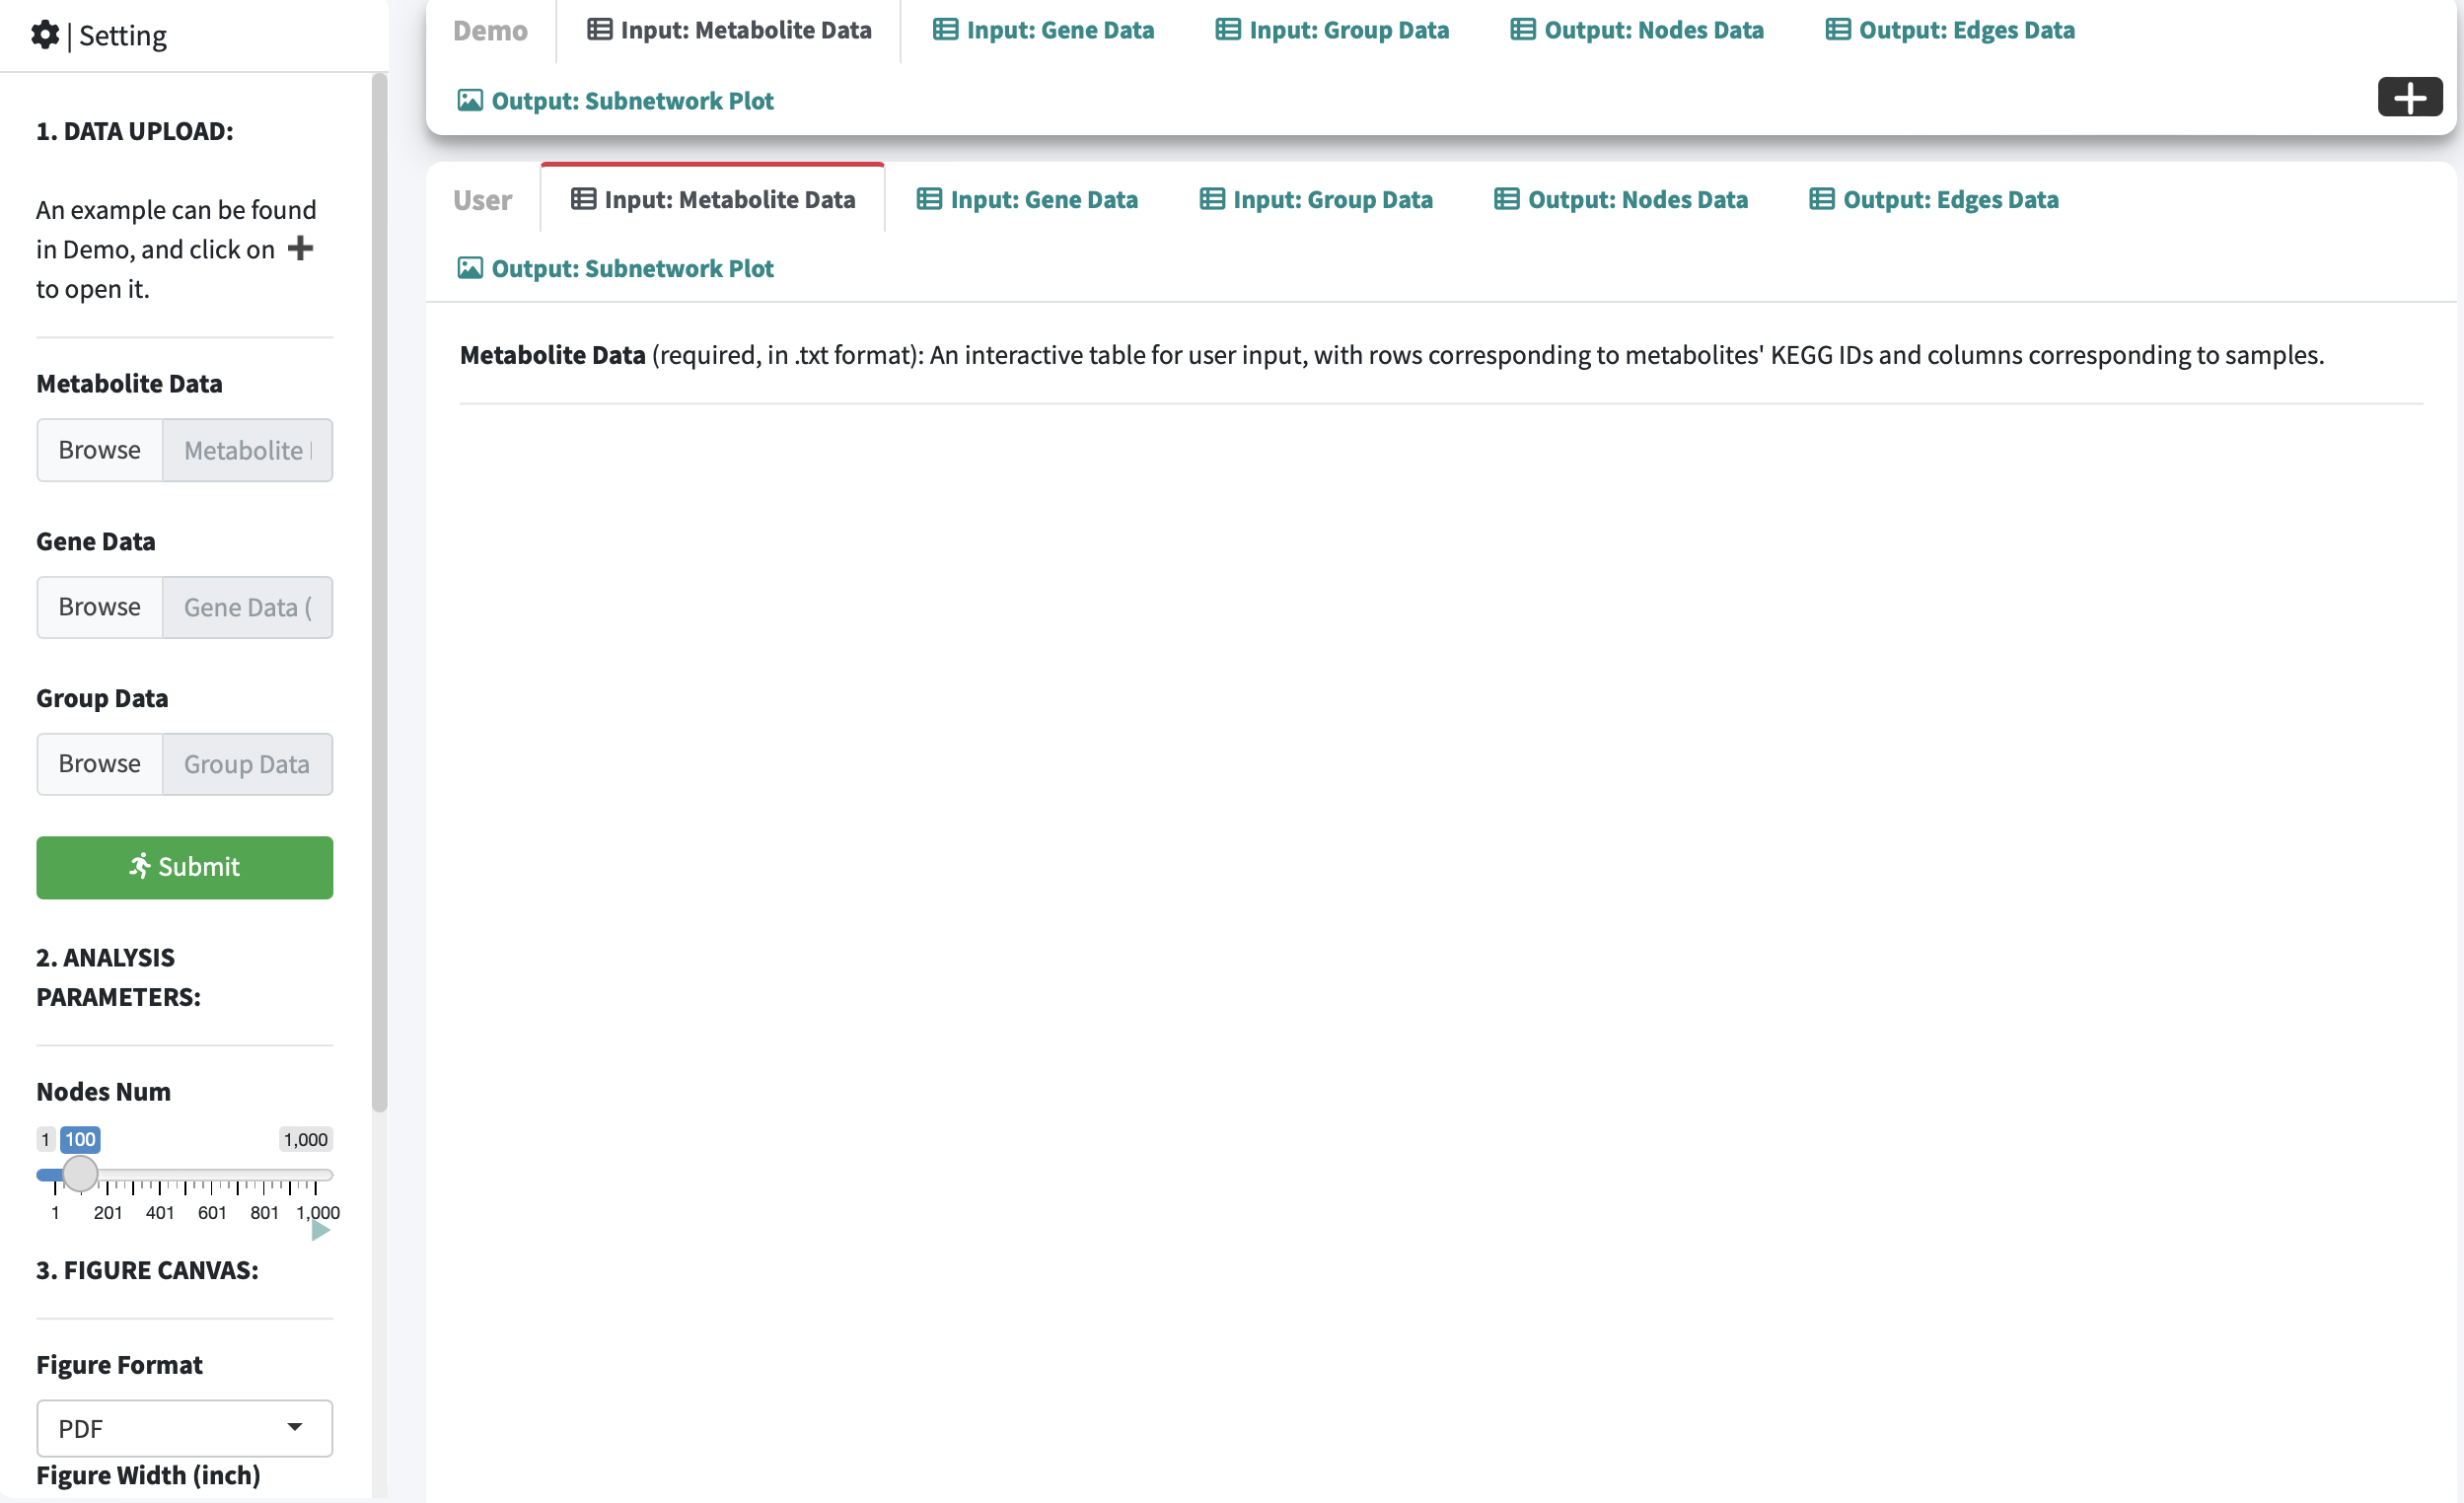 | Setting
1. DATA UPLOAD:
An example can be found
in Demo, and click on
to open it.
Metabolite Data
Browse Metabolite
Gene Data
Browse Gene Data (
Group Data
Browse Group Data
Submit
2. ANALYSIS
PARAMETERS:
Nodes Num
1 100 1,000
1 201 401 601 801 1,000
3. FIGURE CANVAS:
Figure Format
PDF
Figure Width (inch)
Demo Input: Metabolite Data Input: Gene Data Input: Group Data Output: Nodes Data Output: Edges Data
Output: Subnetwork Plot
User Input: Metabolite Data Input: Gene Data Input: Group Data Output: Nodes Data Output: Edges Data
Output: Subnetwork Plot
Metabolite Data (required, in .txt format): An interactive table for user input, with rows corresponding to metabolites' KEGG IDs and columns corresponding to samples.